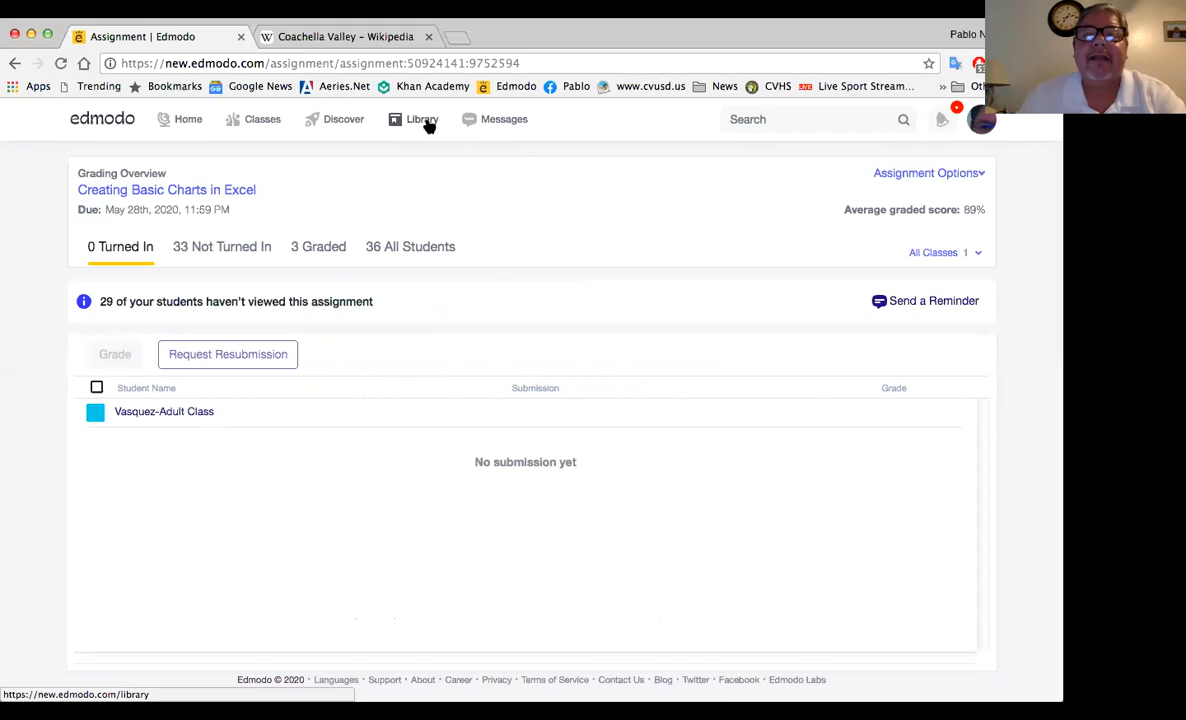 Assignment | Edmodo
Coachella Valley - Wikipedia
Pablo N
https://new.edmodo.com/assignment/assignment:50924141:9752594
Apps Trending Bookmarks Google News Aeries.Net Khan Academy Edmodo Pablo www.cvusd.us News CVHS Live Sport Stream... » Ot
edmodo Home Classes Discover Library Messages Search
Grading Overview
Assignment Options
Creating Basic Charts in Excel
Due: May 28th, 2020, 11:59 PM
Average graded score: 89%
0 Turned In 33 Not Turned In 3 Graded 36 All Students
All Classes 1
29 of your students haven't viewed this assignment
Send a Reminder
Grade Request Resubmission
Student Name Submission Grade
Vasquez-Adult Class
No submission yet
Edmodo © 2020 · Languages · Support · About · Career · Privacy · Terms of Service · Contact Us · Blog · Twitter · Facebook · Edmodo Labs
https://new.edmodo.com/library